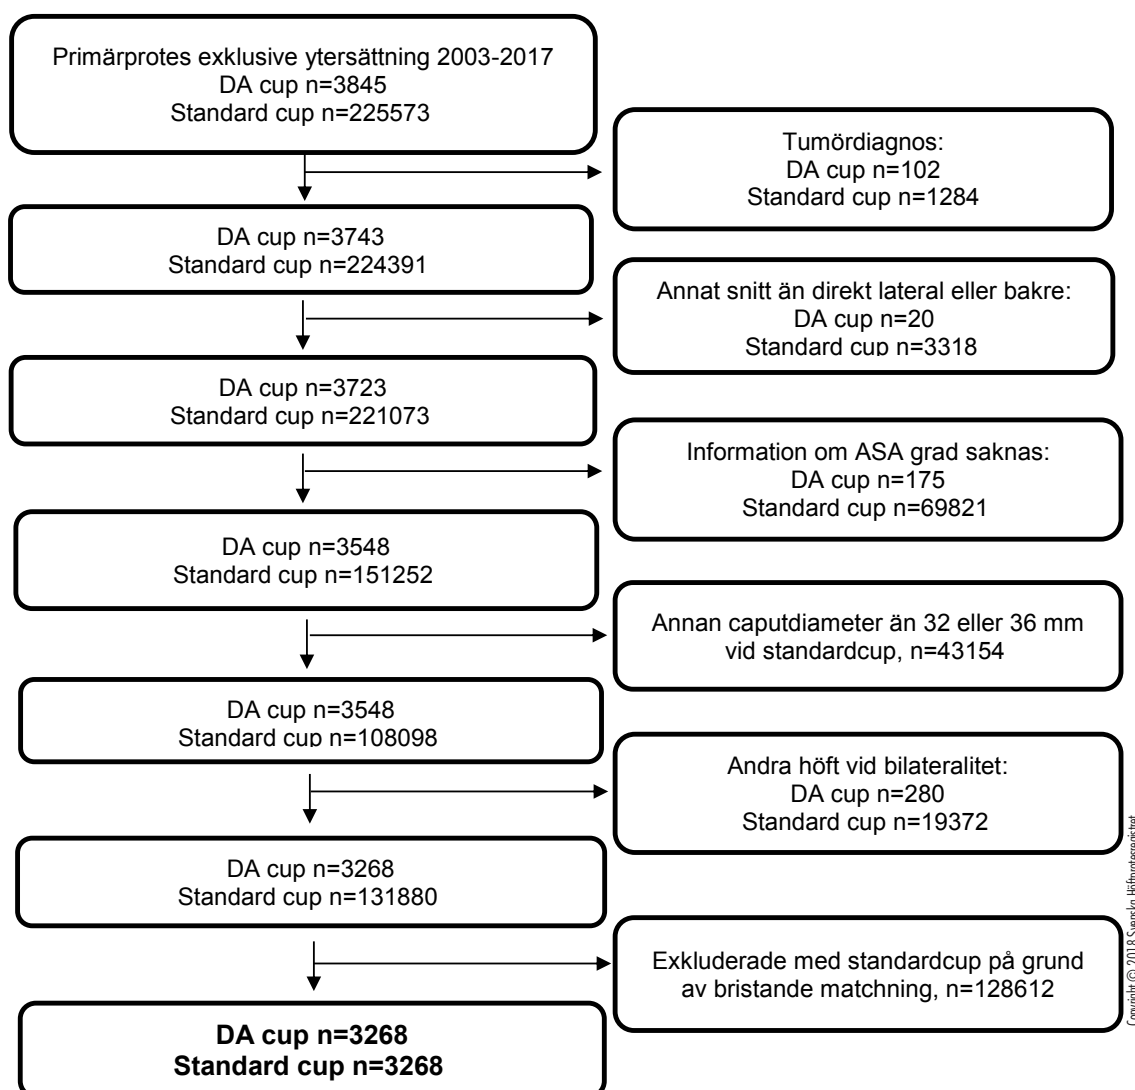 Primärprotes exklusive ytersättning 2003-2017
DA cup n=3845
Standard cup n=225573
Tumördiagnos:
DA cup n=102
Standard cup n=1284
DA cup n=3743
Standard cup n=224391
Annat snitt än direkt lateral eller bakre:
DA cup n=20
Standard cup n=3318
DA cup n=3723
Standard cup n=221073
Information om ASA grad saknas:
DA cup n=175
Standard cup n=69821
DA cup n=3548
Standard cup n=151252
Annan caputdiameter än 32 eller 36 mm
vid standardcup, n=43154
DA cup n=3548
Standard cup n=108098
Andra höft vid bilateralitet:
DA cup n=280
Standard cup n=19372
DA cup n=3268
Standard cup n=131880
Exkluderade med standardcup på grund
av bristande matchning, n=128612
DA cup n=3268
Standard cup n=3268
Copyright © 2018 Svenska Höftprotesregistret